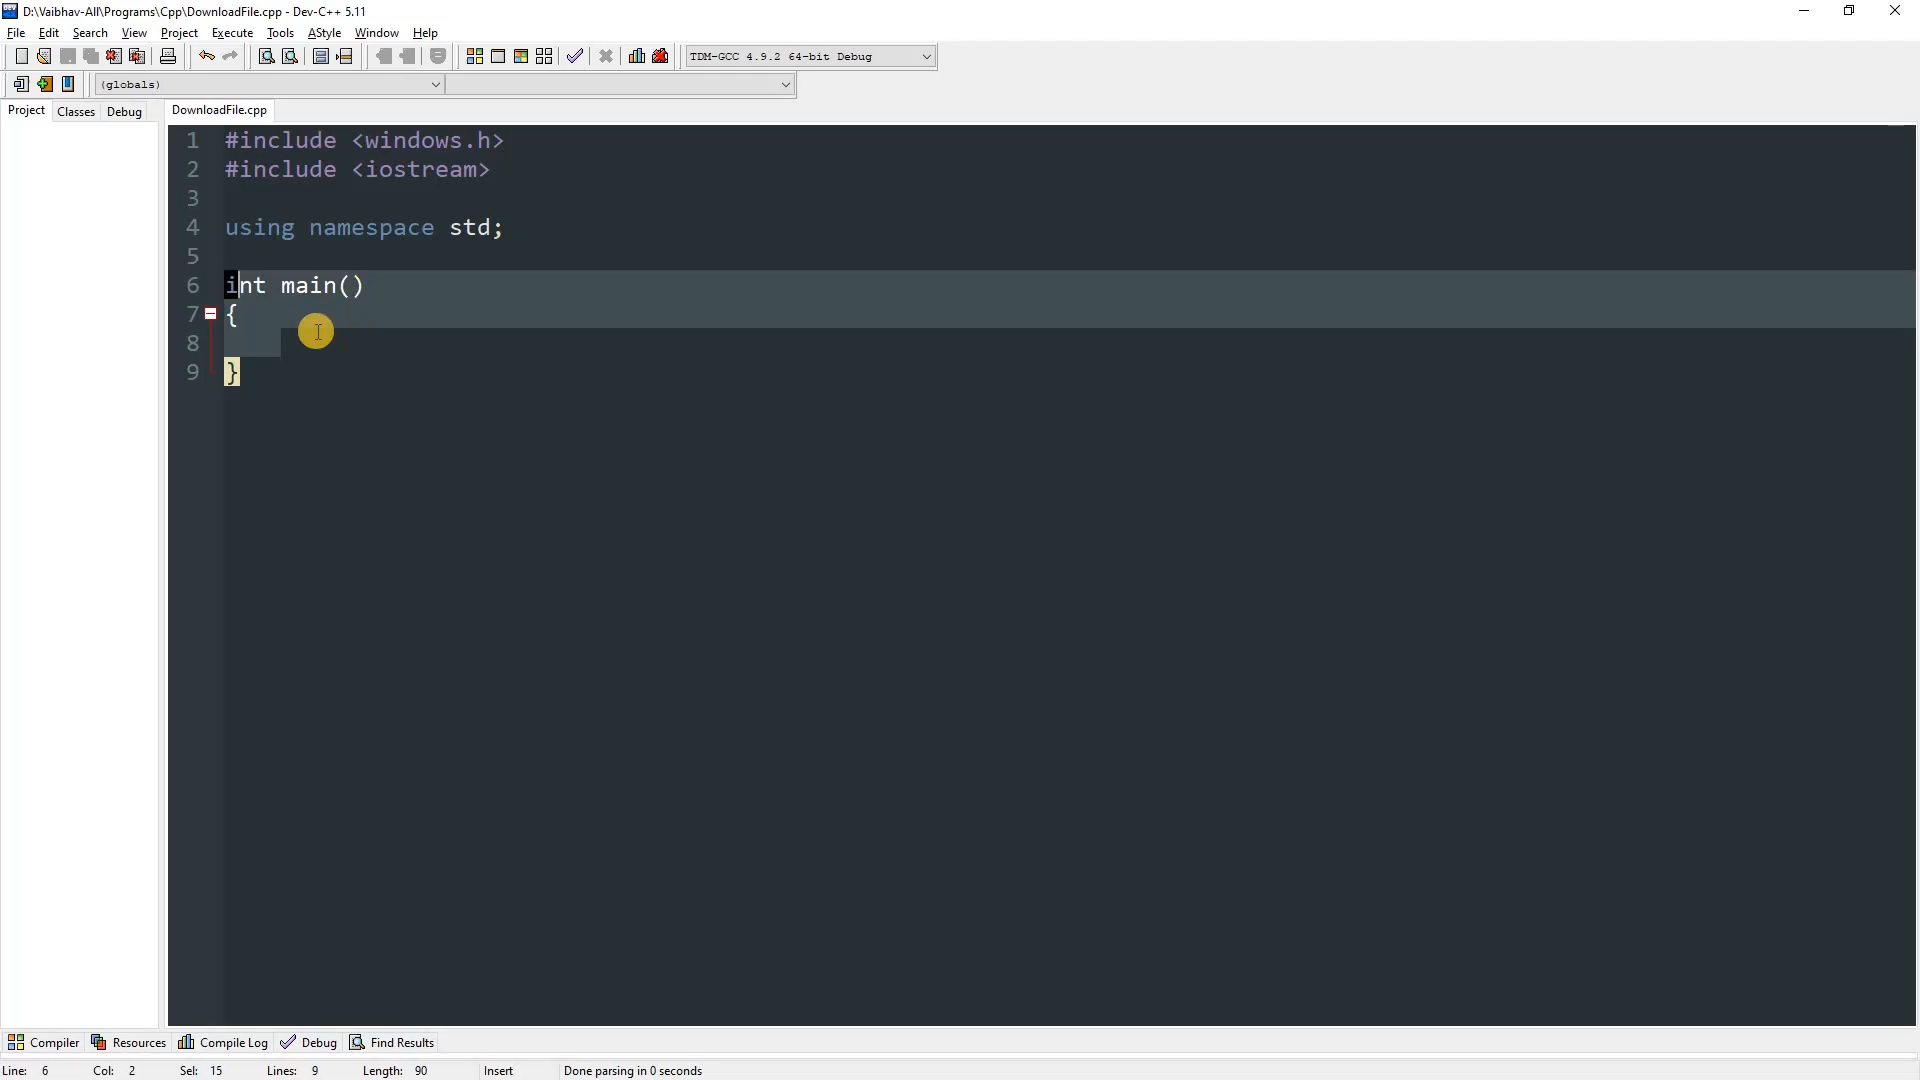 D:\Vaibhav-All\Programs\Cpp\DownloadFile.cpp - Dev-C++ 5.11
File Edit Search View Project Execute Tools AStyle Window Help
TDM-GCC 4.9.2 64-bit Debug
(globals)
Project Classes Debug
DownloadFile.cpp
1 #include <windows.h>
2 #include <iostream>
3
4 using namespace std;
5
6 int main()
7 {
8
9 }
Compiler Resources Compile Log Debug Find Results
Line: 6 Col: 2 Sel: 15 Lines: 9 Length: 90 Insert Done parsing in 0 seconds